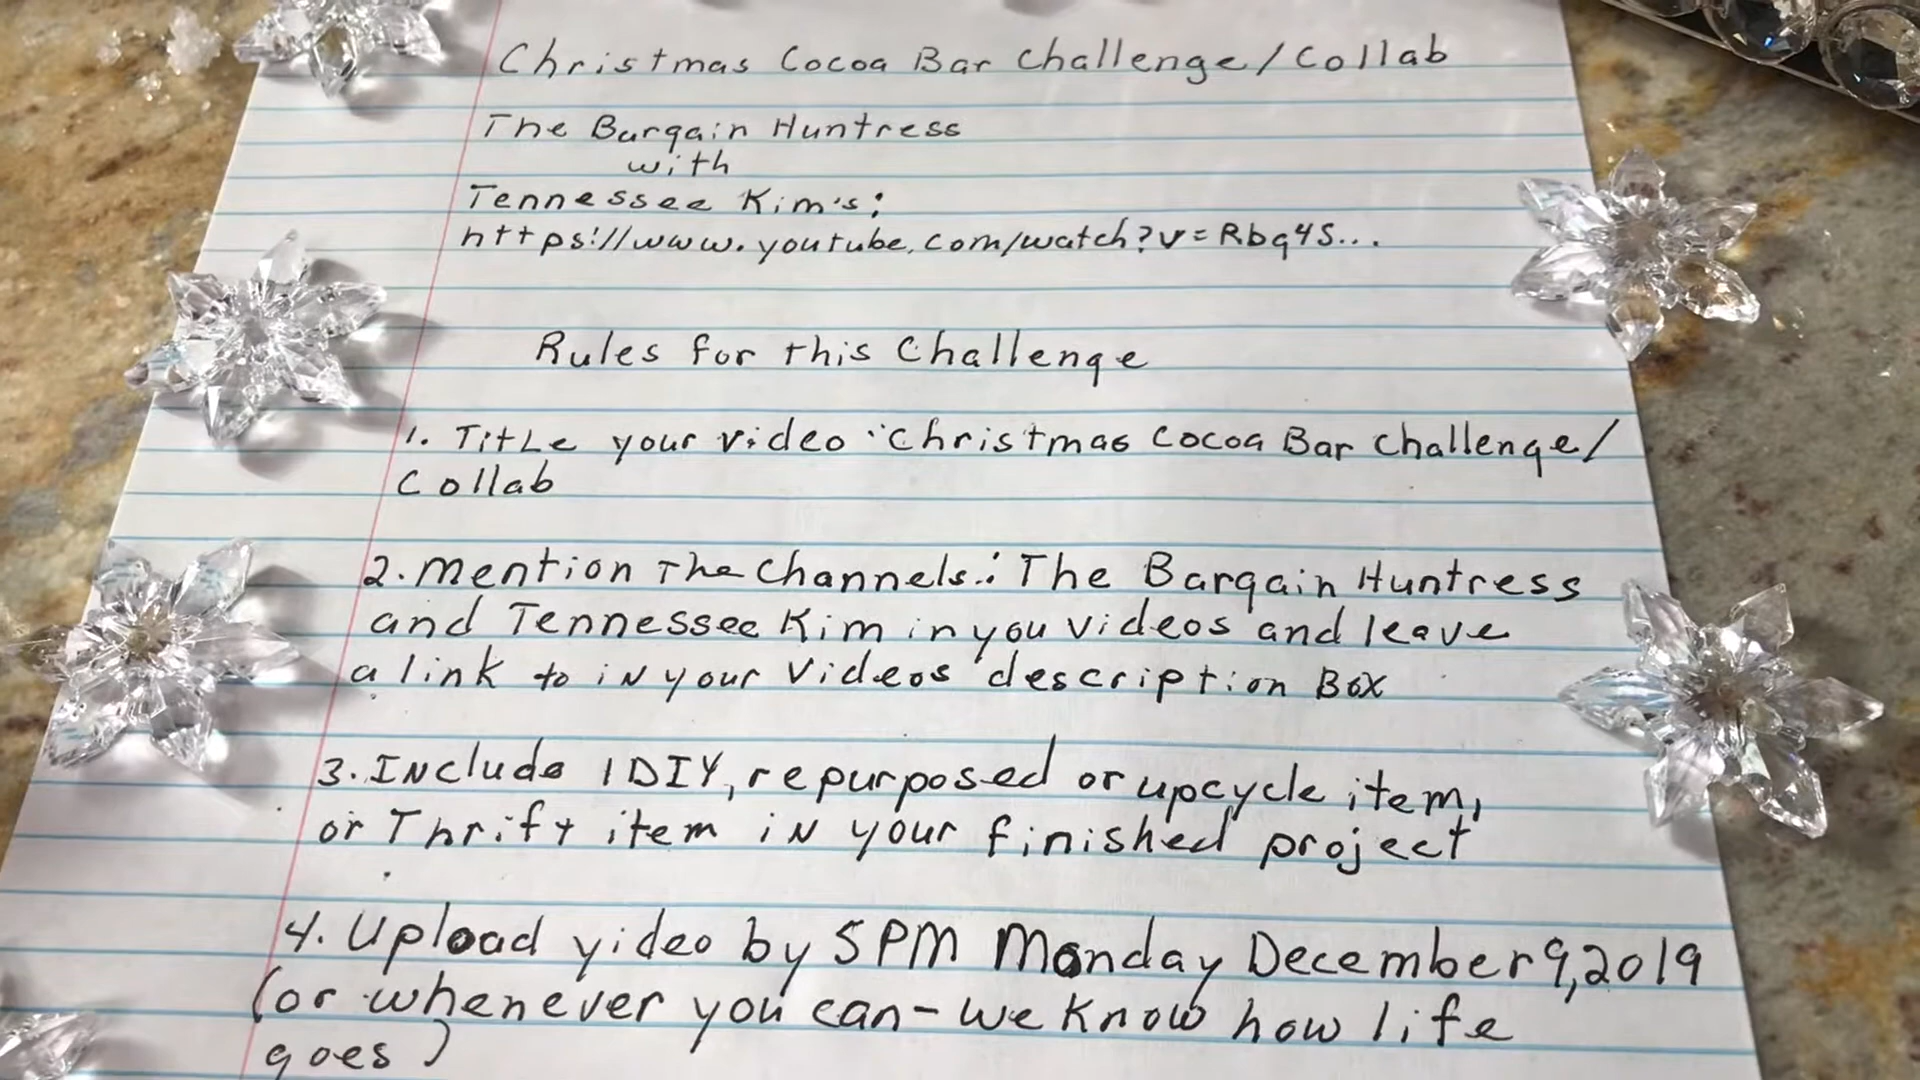 Christmas Cocoa Bar Challenge/Collab
The Bargain Huntress
with
Tennessee Kim's:
https://www.youtube.com/watch?v=Rbq4S...
Rules for this Challenge
1. Title your video "Christmas Cocoa Bar Challenge/
Collab
2. Mention The Channels: The Bargain Huntress
and Tennessee Kim in you videos and leave
a link to in your Videos description Box
3. Include 1 DIY, repurposed or upcycle item,
or Thrift item in your finished project
4. Upload video by 5PM Monday December 9, 2019
(or whenever you can - we know how life
goes)